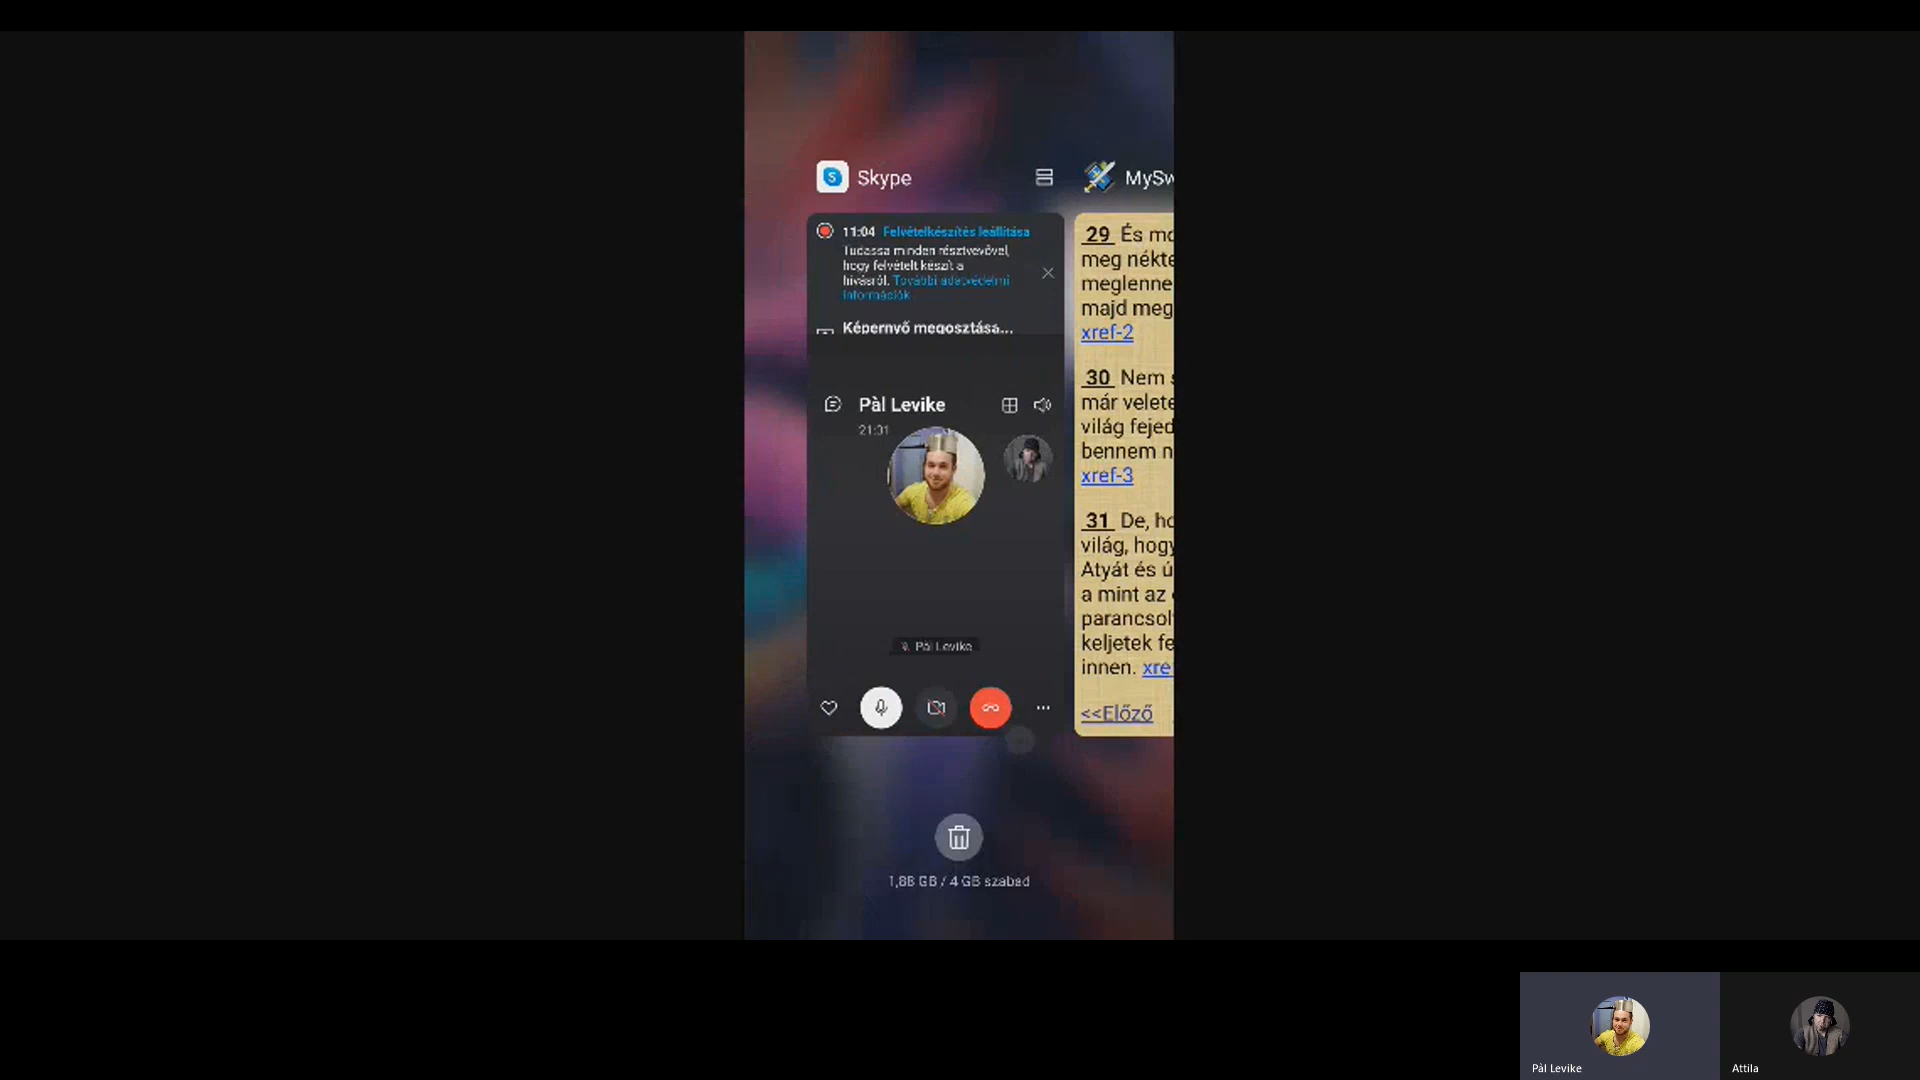 Skype
MySw
11:04 Felvételkészítés leállítása
Tudassa minden résztvevővel,
hogy felvételt készít a
hívásról. További adatvédelmi
információk
Képernyő megosztása...
Pàl Levike
21:31
Pàl Levike
29 És mo
meg nékte
meglenne
majd meg
xref-2
30 Nem s
már velete
világ fejed
bennem n
xref-3
31 De, ho
világ, hogy
Atyát és ú
a mint az
parancsol
keljetek fe
innen. xre
<<Előző
1,88 GB / 4 GB szabad
Pàl Levike
Attila